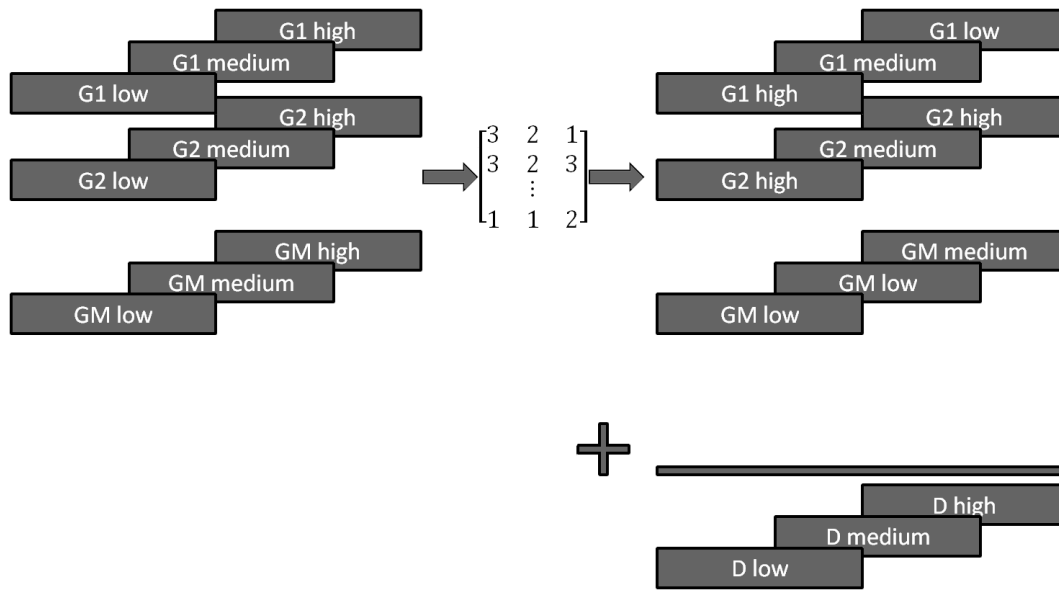 G1 high
G1 medium
G1 low
G2 high
G2 medium
G2 low
GM high
GM medium
GM low
3 2 1
3 2 3
⋮
1 1 2
G1 low
G1 medium
G1 high
G2 high
G2 medium
G2 high
GM medium
GM low
GM low
+
D high
D medium
D low